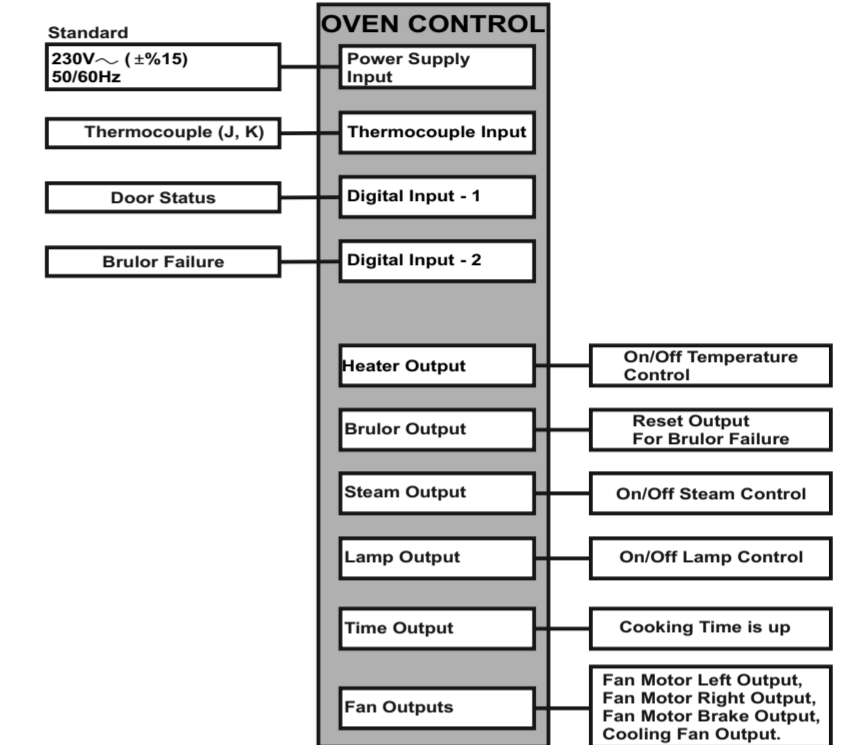 OVEN CONTROL
Standard
230V～ (±%15)
50/60Hz
Power Supply
Input
Thermocouple (J, K)
Thermocouple Input
Door Status
Digital Input - 1
Brulor Failure
Digital Input - 2
Heater Output
On/Off Temperature
Control
Brulor Output
Reset Output
For Brulor Failure
Steam Output
On/Off Steam Control
Lamp Output
On/Off Lamp Control
Time Output
Cooking Time is up
Fan Outputs
Fan Motor Left Output,
Fan Motor Right Output,
Fan Motor Brake Output,
Cooling Fan Output.